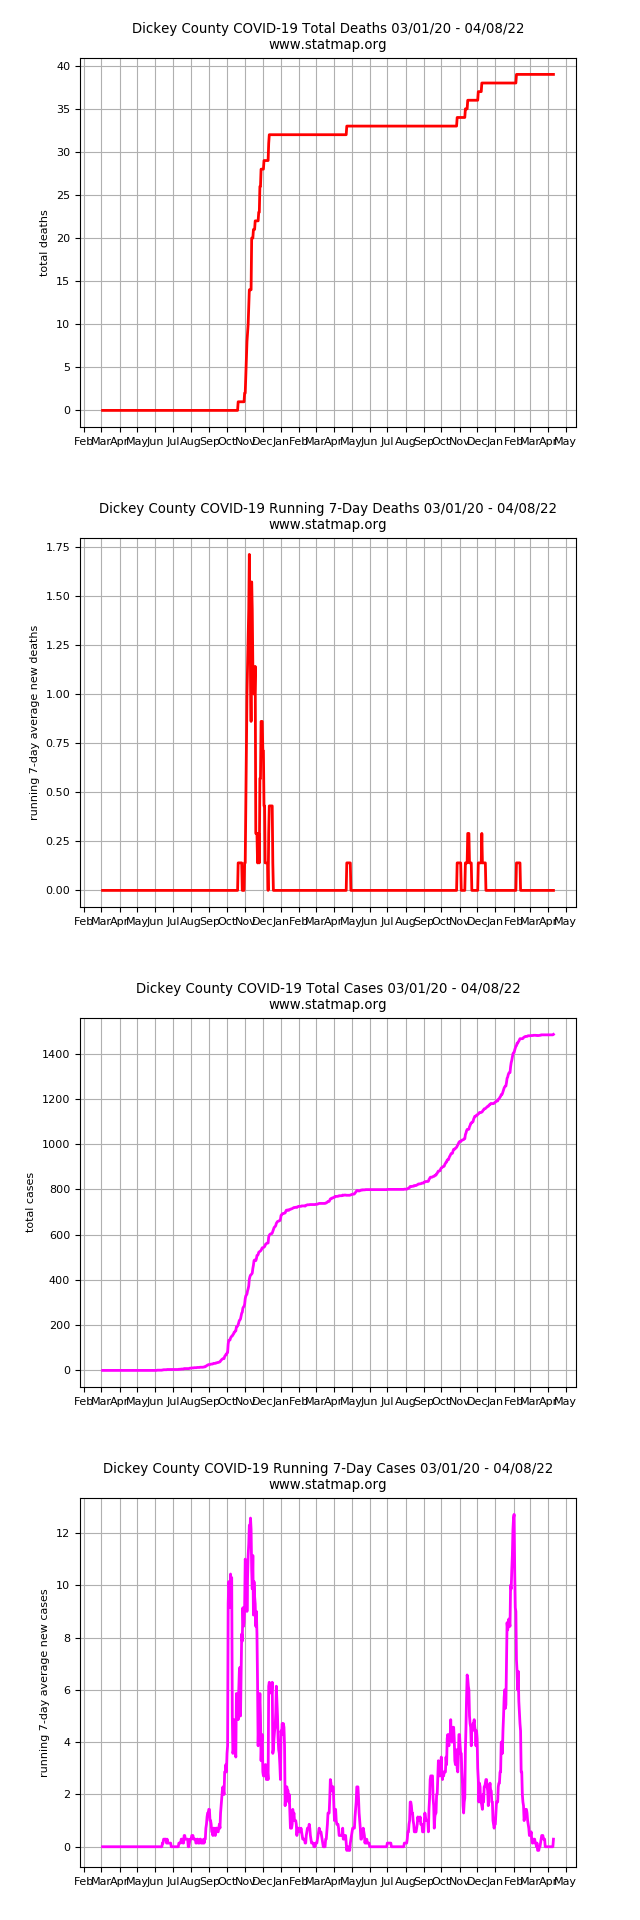 Dickey County COVID-19 Total Deaths 03/01/20 - 04/08/22
www.statmap.org
40
35
30
25
20
15
10
5
0
total deaths
Feb Mar Apr May Jun Jul Aug Sep Oct Nov Dec Jan Feb Mar Apr May Jun Jul Aug Sep Oct Nov Dec Jan Feb Mar Apr May
Dickey County COVID-19 Running 7-Day Deaths 03/01/20 - 04/08/22
www.statmap.org
1.75
1.50
1.25
1.00
0.75
0.50
0.25
0.00
running 7-day average new deaths
Feb Mar Apr May Jun Jul Aug Sep Oct Nov Dec Jan Feb Mar Apr May Jun Jul Aug Sep Oct Nov Dec Jan Feb Mar Apr May
Dickey County COVID-19 Total Cases 03/01/20 - 04/08/22
www.statmap.org
1400
1200
1000
800
600
400
200
0
total cases
Feb Mar Apr May Jun Jul Aug Sep Oct Nov Dec Jan Feb Mar Apr May Jun Jul Aug Sep Oct Nov Dec Jan Feb Mar Apr May
Dickey County COVID-19 Running 7-Day Cases 03/01/20 - 04/08/22
www.statmap.org
12
10
8
6
4
2
0
running 7-day average new cases
Feb Mar Apr May Jun Jul Aug Sep Oct Nov Dec Jan Feb Mar Apr May Jun Jul Aug Sep Oct Nov Dec Jan Feb Mar Apr May